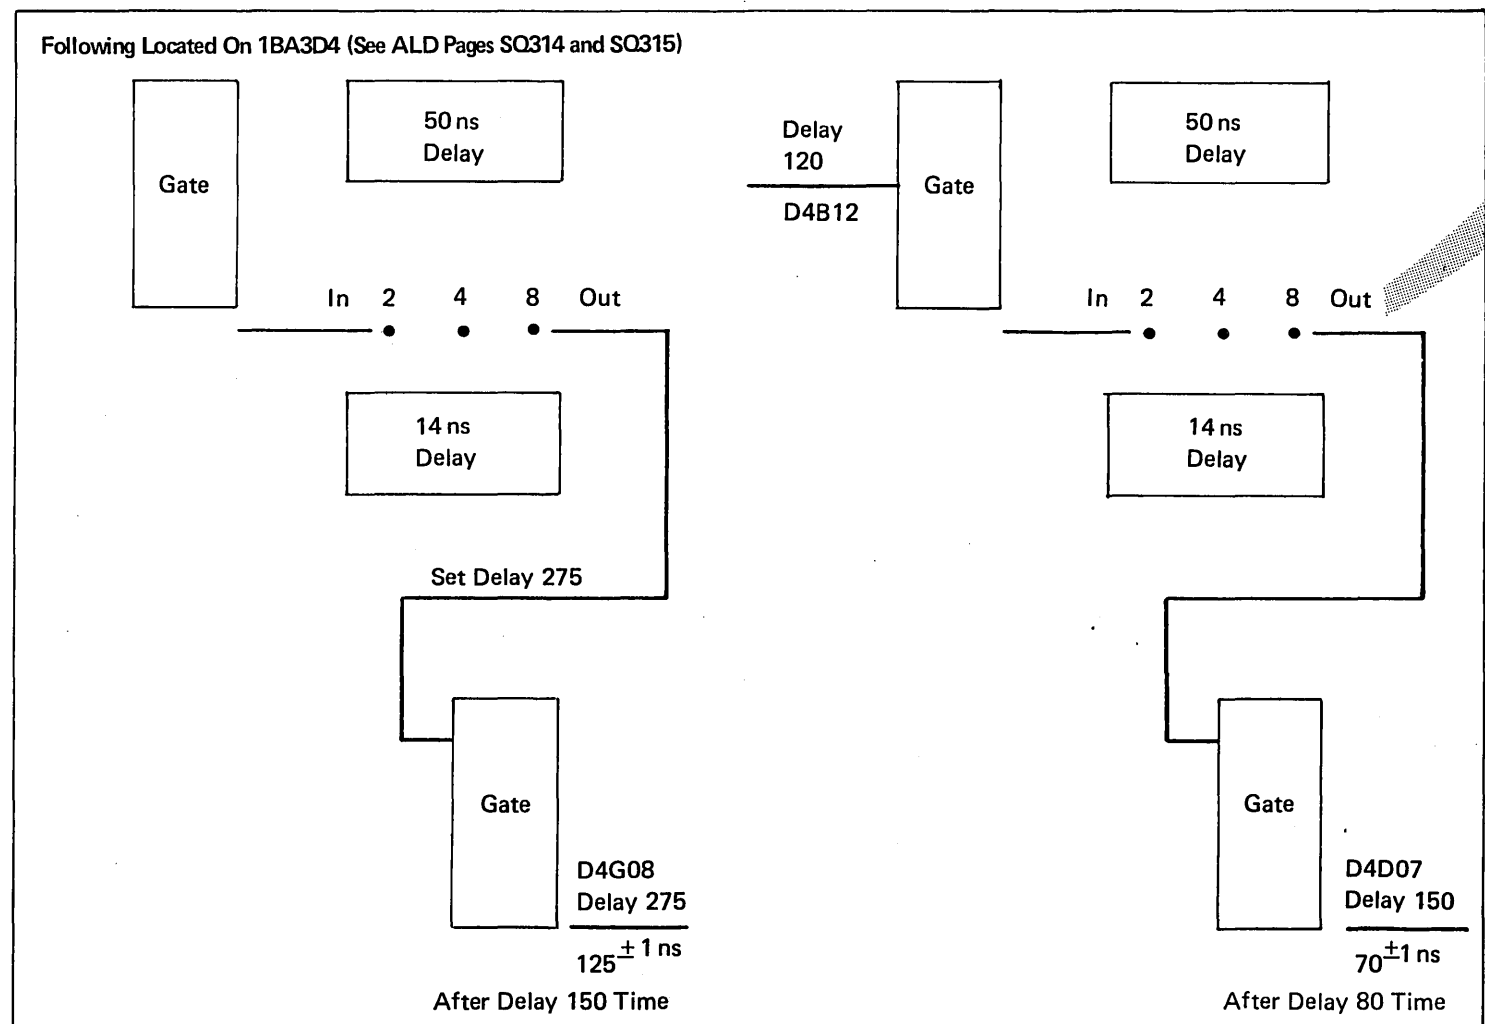 Following Located On 1BA3D4 (See ALD Pages SQ314 and SQ315)
Gate
50 ns
Delay
In 2 4 8 Out
14 ns
Delay
Set Delay 275
Gate
D4G08
Delay 275
125 ± 1 ns
After Delay 150 Time
Delay
120
D4B12
Gate
50 ns
Delay
In 2 4 8 Out
14 ns
Delay
Gate
D4D07
Delay 150
70 ±1 ns
After Delay 80 Time